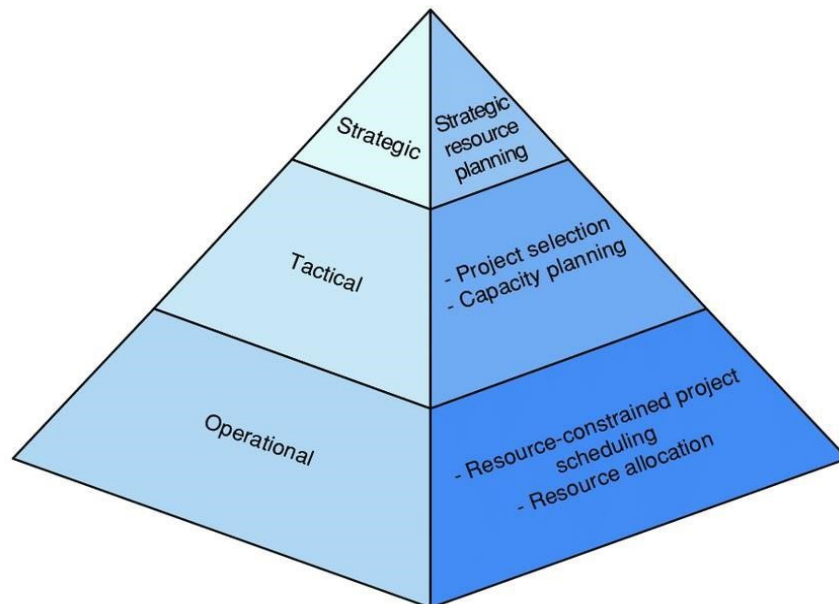 Strategic
Strategic
resource
planning
Tactical
- Project selection
- Capacity planning
Operational
- Resource-constrained project
scheduling
- Resource allocation